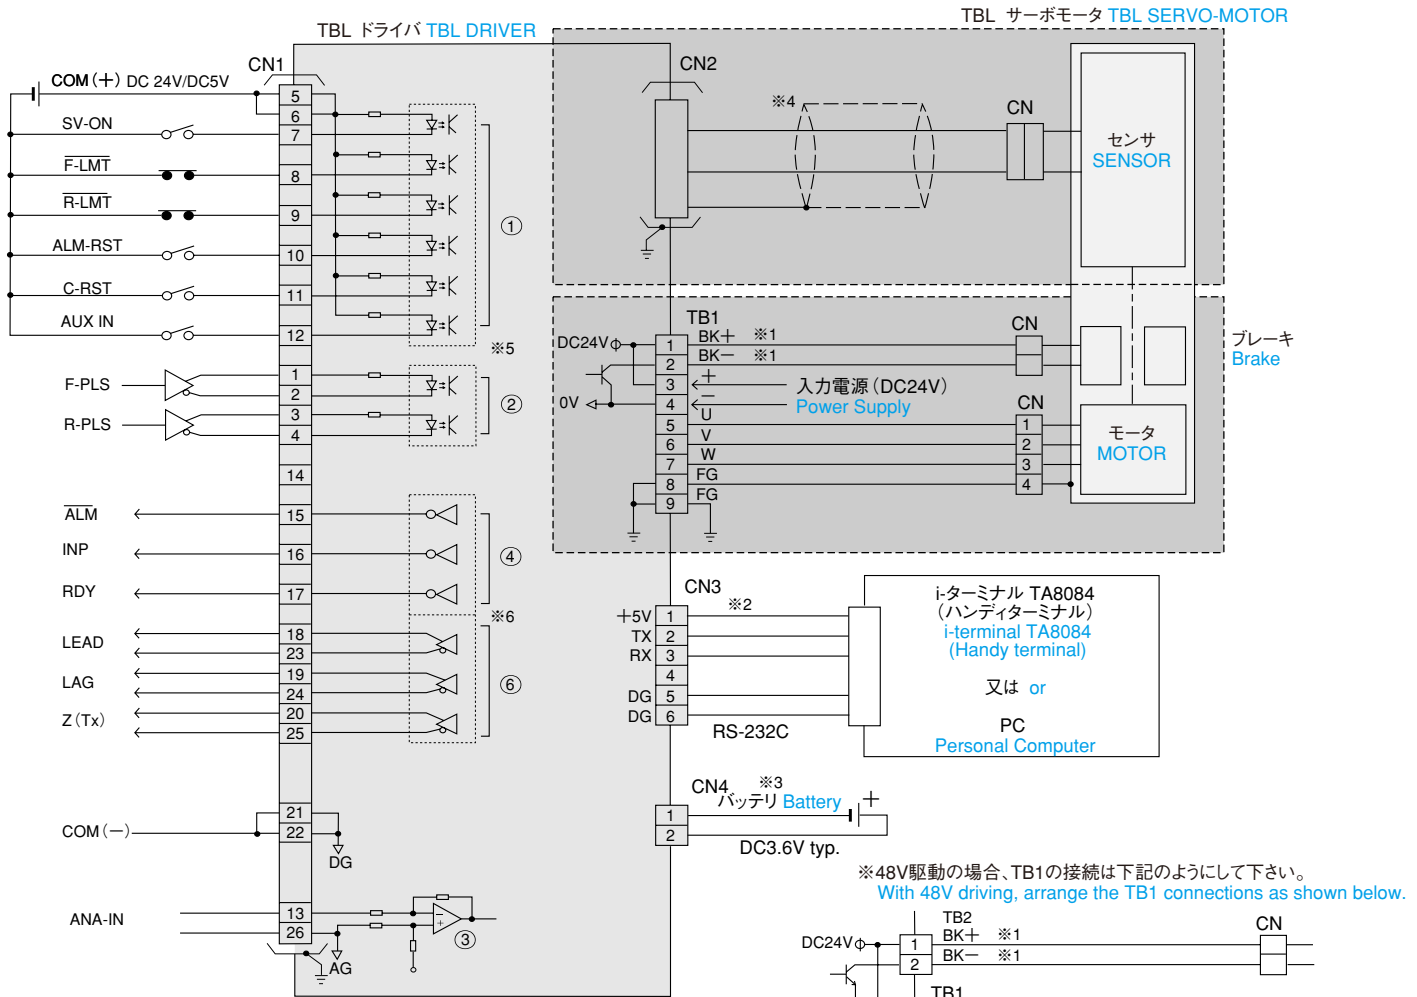 TBL サーボモータ TBL SERVO-MOTOR
TBL ドライバ TBL DRIVER
CN1
COM(＋) DC 24V/DC5V
SV-ON
F-LMT
R-LMT
ALM-RST
C-RST
AUX IN
F-PLS
R-PLS
ALM
INP
RDY
LEAD
LAG
Z(Tx)
COM(－)
ANA-IN
5
6
7
8
9
10
11
12
1
2
3
4
14
15
16
17
18
23
19
24
20
25
21
22
13
26
①
※5
②
④
※6
⑥
DG
AG
－
＋
③
CN2
※4
CN
センサ
SENSOR
TB1
DC24V
0V
1 BK＋ ※1
2 BK－ ※1
3 ＋
4 －
入力電源(DC24V)
Power Supply
5 U
6 V
7 W
8 FG
9 FG
CN
CN
1
2
3
4
ブレーキ
Brake
モータ
MOTOR
CN3
＋5V 1 ※2
TX 2
RX 3
4
DG 5
DG 6
RS-232C
i-ターミナル TA8084
(ハンディターミナル)
i-terminal TA8084
(Handy terminal)
又は or
PC
Personal Computer
CN4 ※3
バッテリ Battery ＋
1
2
DC3.6V typ.
※48V駆動の場合、TB1の接続は下記のようにして下さい。
With 48V driving, arrange the TB1 connections as shown below.
TB2
DC24V
1 BK＋ ※1
2 BK－ ※1
CN
TB1